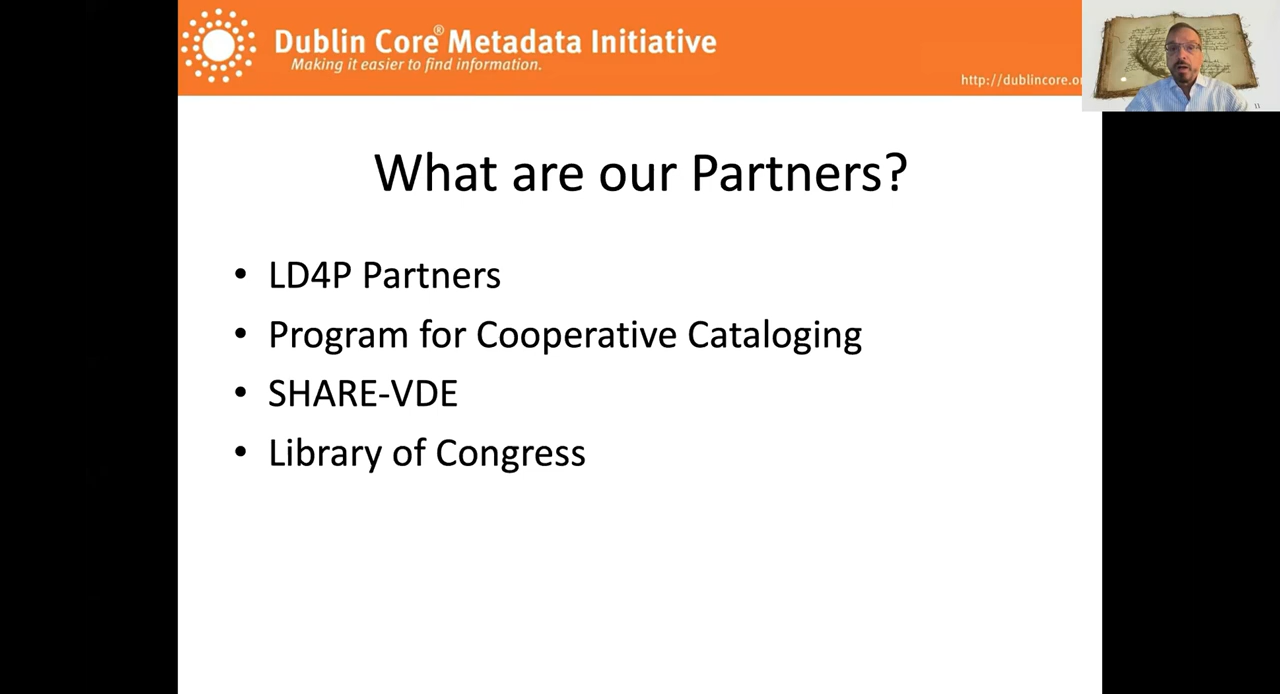 Dublin Core® Metadata Initiative
Making it easier to find information.
http://dublincore.or
What are our Partners?
• LD4P Partners
• Program for Cooperative Cataloging
• SHARE-VDE
• Library of Congress